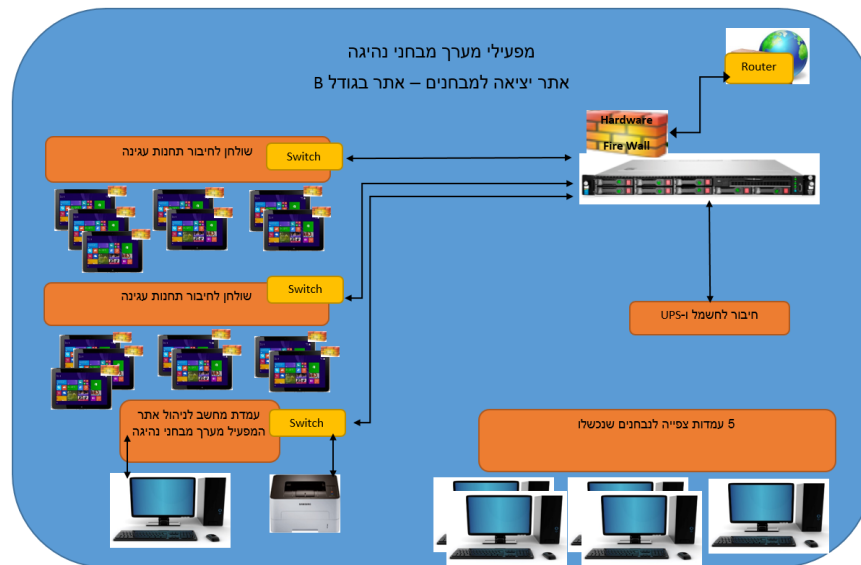 מפעילי מערך מבחני נהיגה
אתר יציאה למבחנים – אתר בגודל B
Router
Hardware
Fire Wall
שולחן לחיבור תחנות עגינה
Switch
שולחן לחיבור תחנות עגינה
Switch
חיבור לחשמל ו-UPS
עמדת מחשב לניהול אתר
המפעיל מערך מבחני נהיגה
Switch
5 עמדות צפייה לנבחנים שנכשלו
SAMSUNG